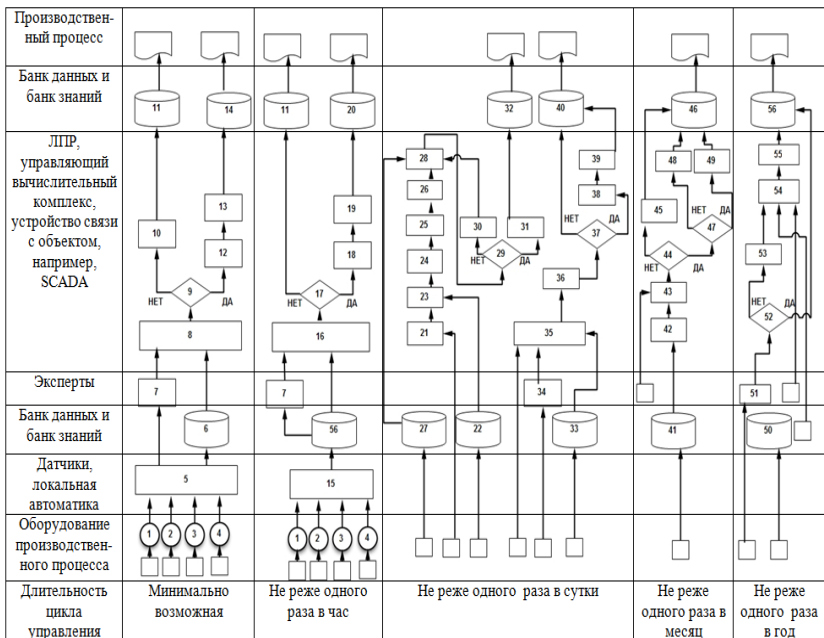 Производствен-
ный процесс
Банк данных и
банк знаний
11
14
11
20
32
40
46
56
ЛПР,
управляющий
вычислительный
комплекс,
устройство связи
с объектом,
например,
SCADA
28
39
48
49
55
26
38
54
13
19
45
10
25
30
31
НЕТ
ДА
НЕТ
ДА
37
47
12
18
24
НЕТ
29
ДА
44
53
НЕТ
ДА
36
9
17
23
43
НЕТ
ДА
НЕТ
ДА
НЕТ
ДА
52
8
16
21
35
42
Эксперты
7
7
34
51
Банк данных и
банк знаний
6
56
27
22
33
41
50
Датчики,
локальная
автоматика
5
15
Оборудование
производствен-
ного процесса
1
2
3
4
1
2
3
4
Длительность
цикла
управления
Минимально
возможная
Не реже одного
раза в час
Не реже одного раза в сутки
Не реже
одного раза в
месяц
Не реже
одного раза
в год